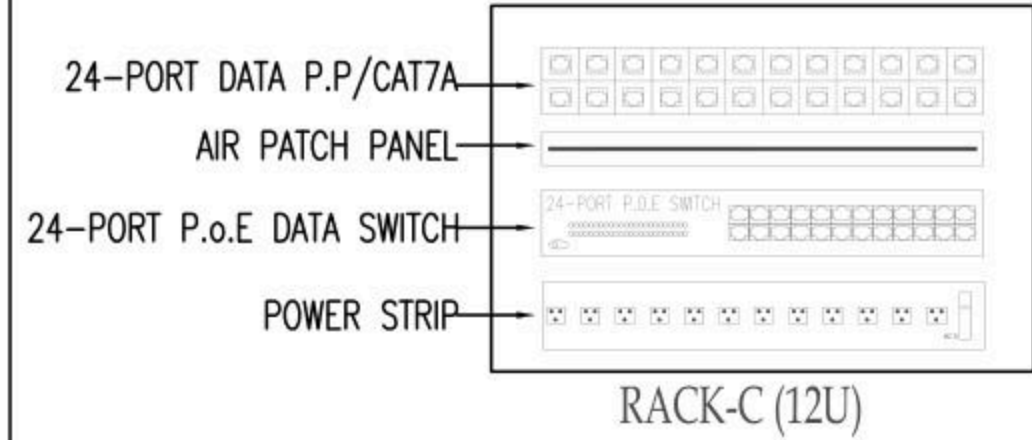 24-PORT DATA P.P/CAT7A
AIR PATCH PANEL
24-PORT P.o.E DATA SWITCH
24-PORT P.O.E SWITCH
POWER STRIP
RACK-C (12U)